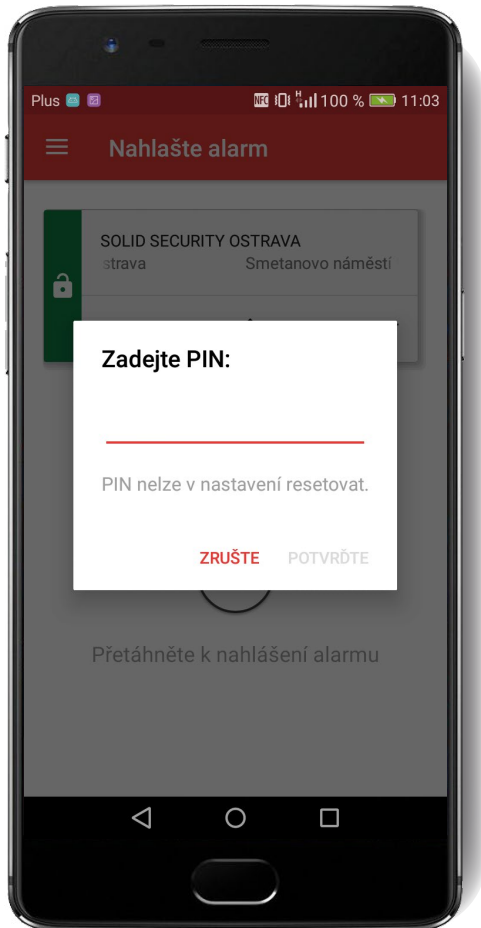 Plus NFC H 100 % 11:03
Nahlašte alarm
SOLID SECURITY OSTRAVA
strava Smetanovo náměstí
Zadejte PIN:
PIN nelze v nastavení resetovat.
ZRUŠTE POTVRĎTE
Přetáhněte k nahlášení alarmu